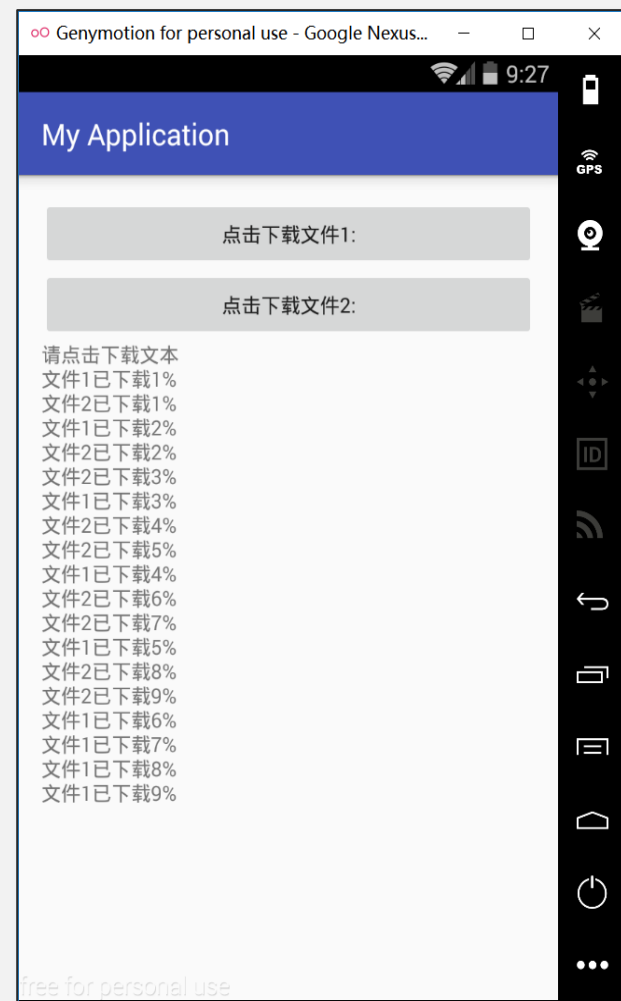 Genymotion for personal use - Google Nexus...
9:27
My Application
GPS
点击下载文件1:
点击下载文件2:
请点击下载文本
文件1已下载1%
文件2已下载1%
文件1已下载2%
文件2已下载2%
文件2已下载3%
文件1已下载3%
文件2已下载4%
文件2已下载5%
文件1已下载4%
ID
文件2已下载6%
文件2已下载7%
文件1已下载5%
文件2已下载8%
文件2已下载9%
文件1已下载6%
文件1已下载7%
文件1已下载8%
文件1已下载9%
free for personal use